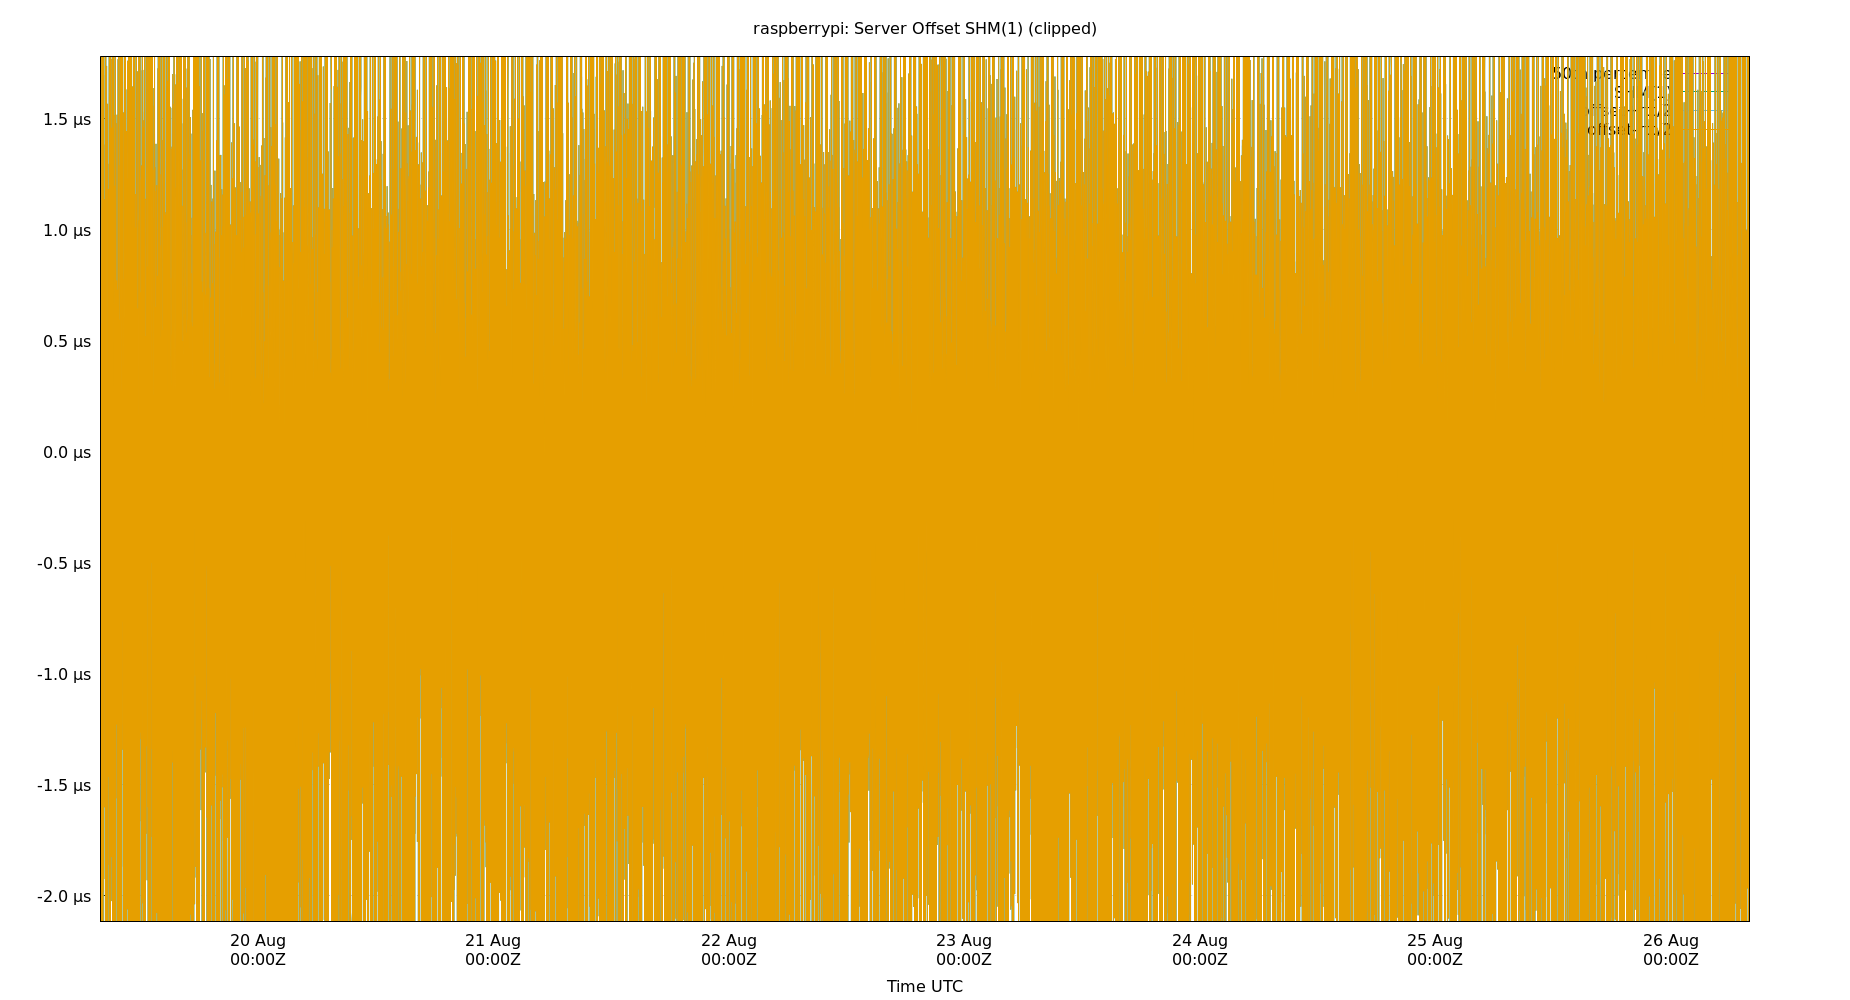 raspberrypi: Server Offset SHM(1) (clipped)
1.5 µs
1.0 µs
0.5 µs
0.0 µs
-0.5 µs
-1.0 µs
-1.5 µs
-2.0 µs
20 Aug 21 Aug 22 Aug 23 Aug 24 Aug 25 Aug 26 Aug
00:00Z 00:00Z 00:00Z 00:00Z 00:00Z 00:00Z 00:00Z
Time UTC